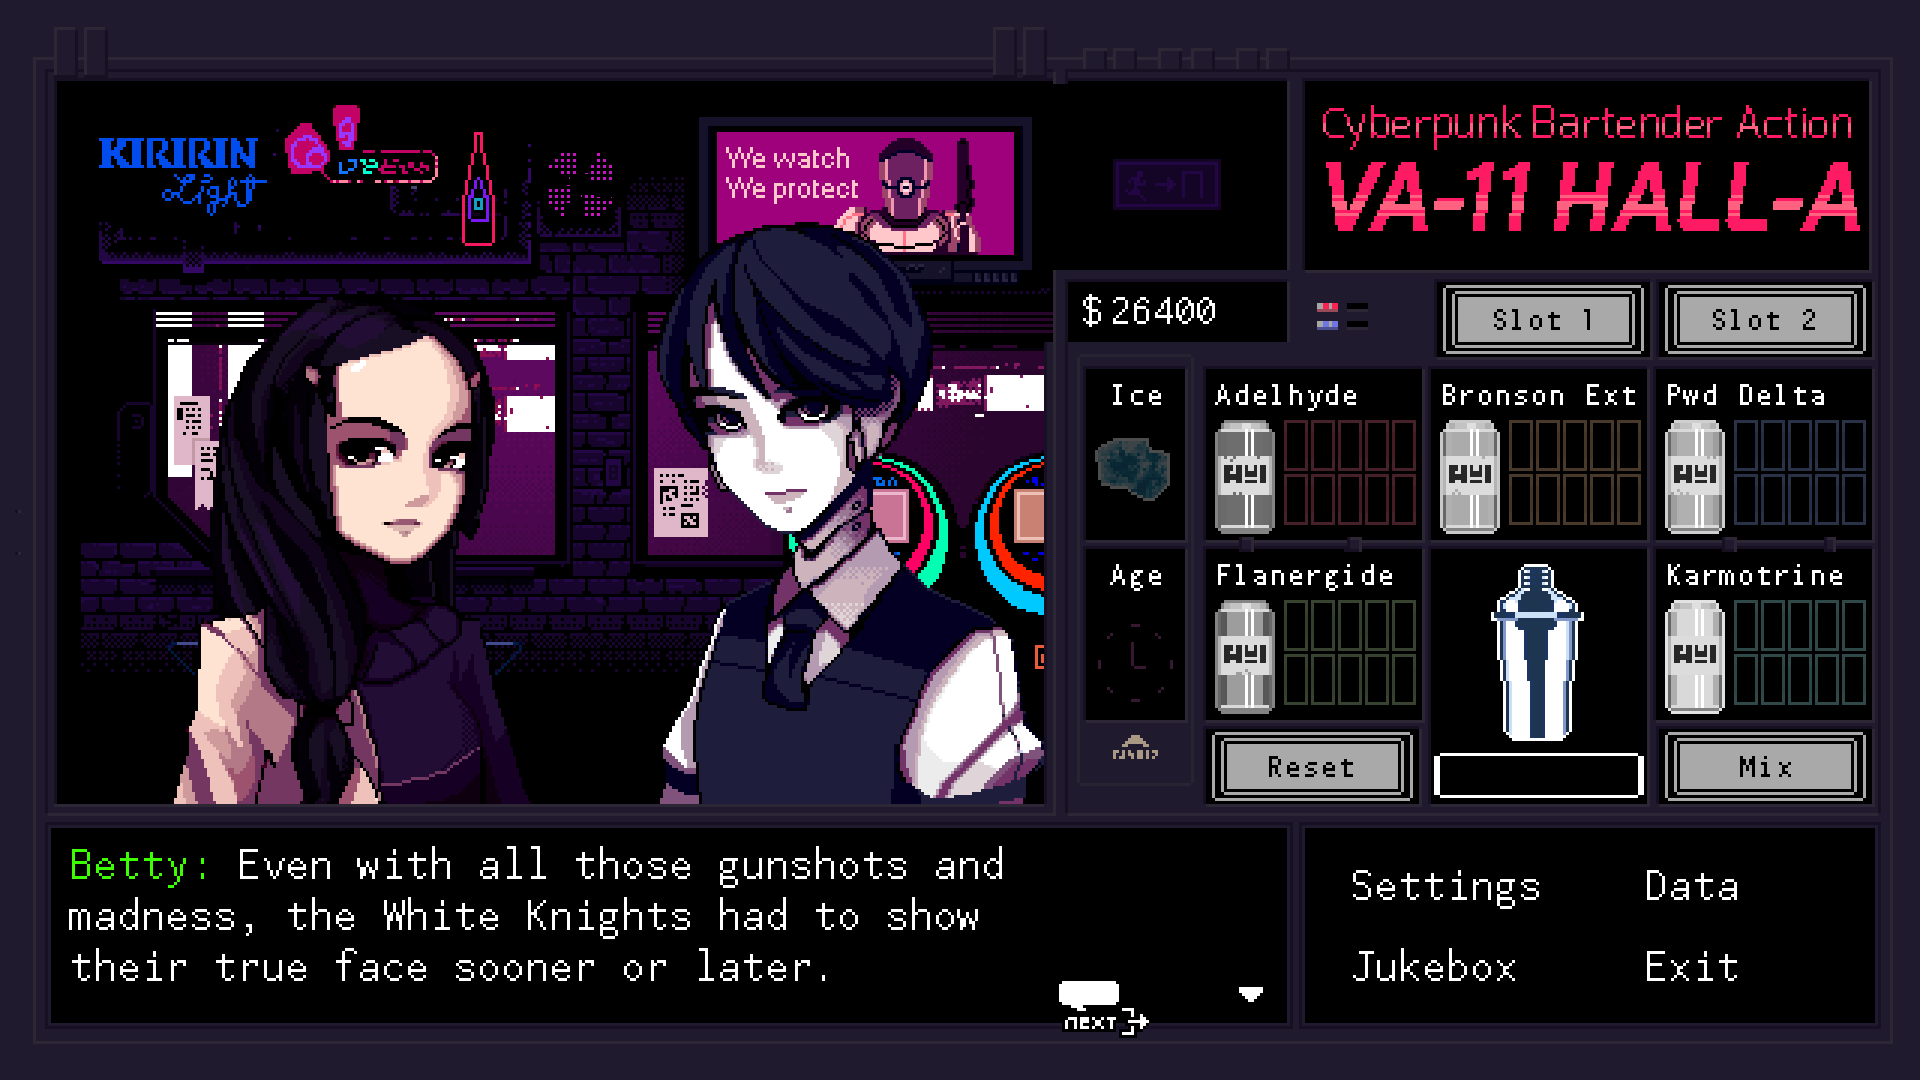 KIRIRIN
Light
We watch
We protect
Cyberpunk Bartender Action
VA-11 HALL-A
$ 26400
Slot 1
Slot 2
Ice
Adelhyde
Bronson Ext
Pwd Delta
Age
Flanergide
Karmotrine
Reset
Mix
Betty: Even with all those gunshots and
madness, the White Knights had to show
their true face sooner or later.
NEXT
Settings
Data
Jukebox
Exit